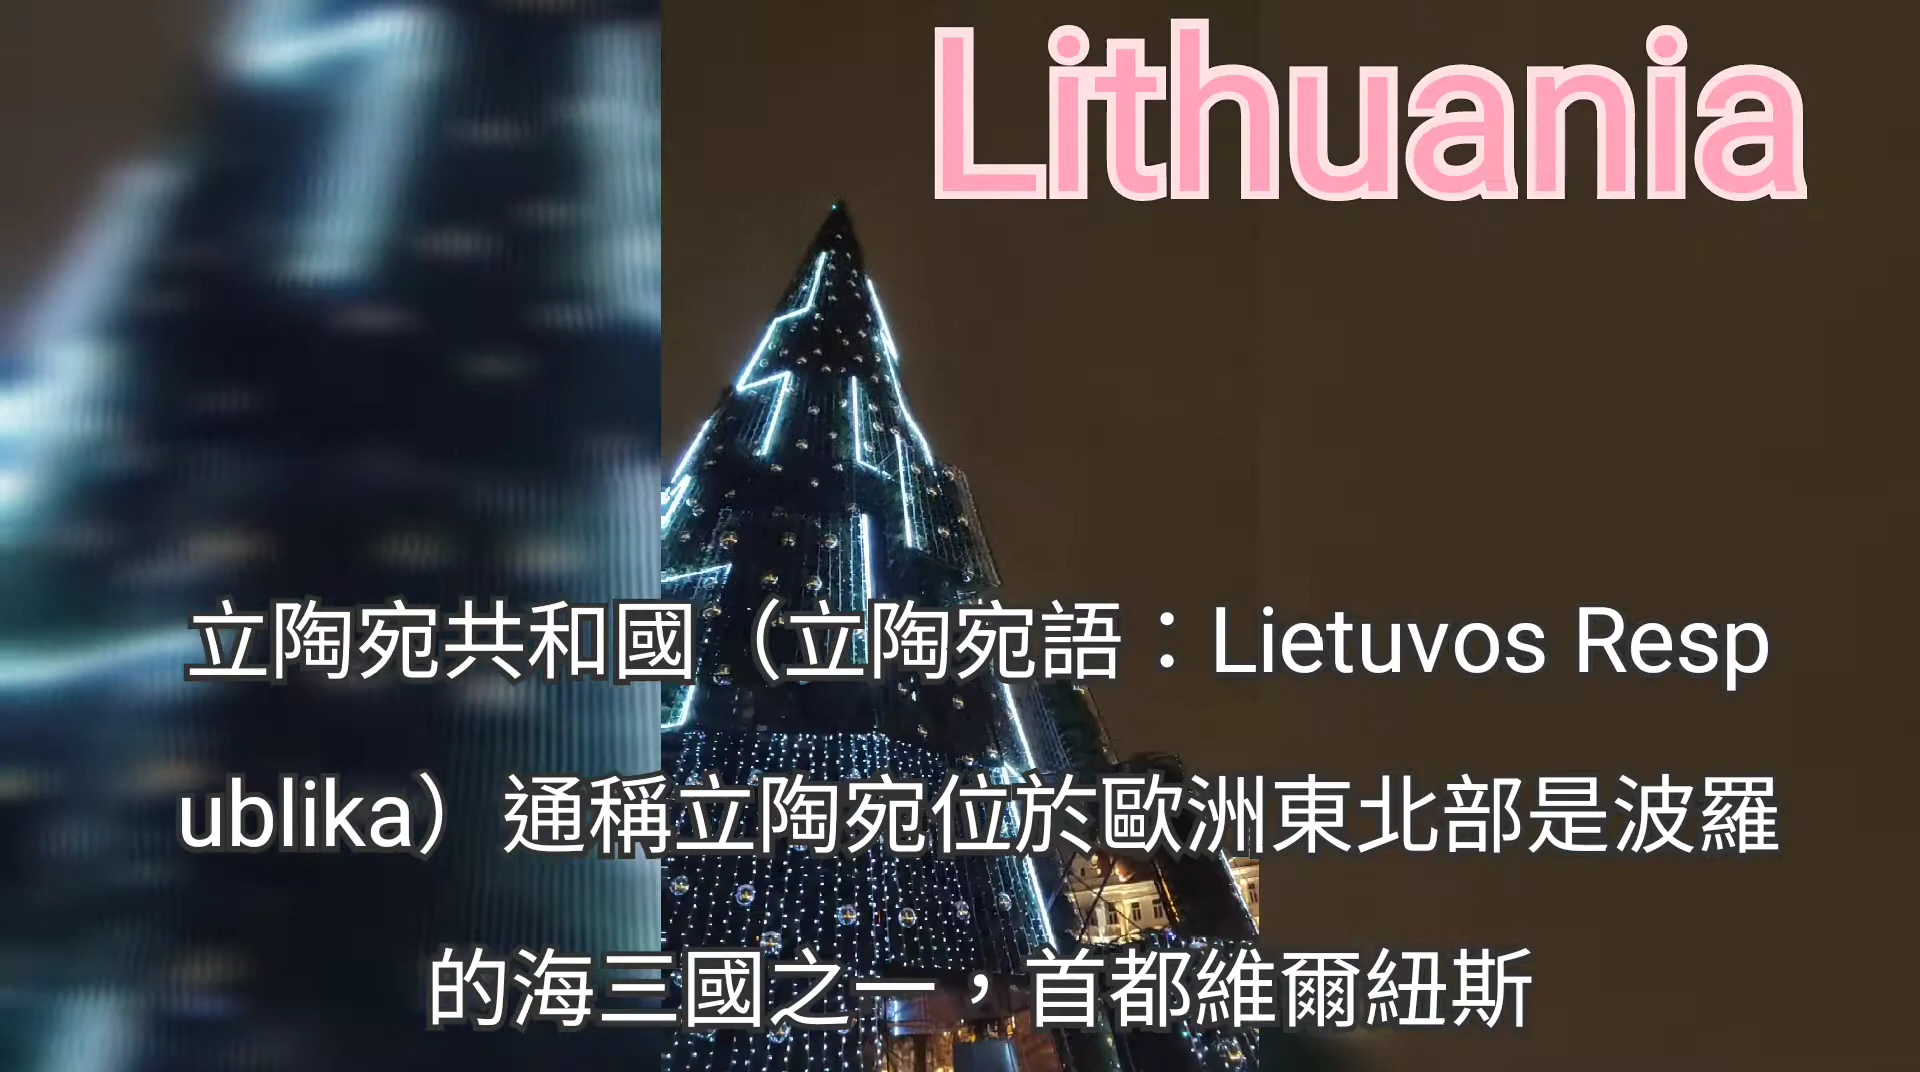 Lithuania
立陶宛共和國（立陶宛語：Lietuvos Resp
ublika）通稱立陶宛位於歐洲東北部是波羅
的海三國之一，首都維爾紐斯